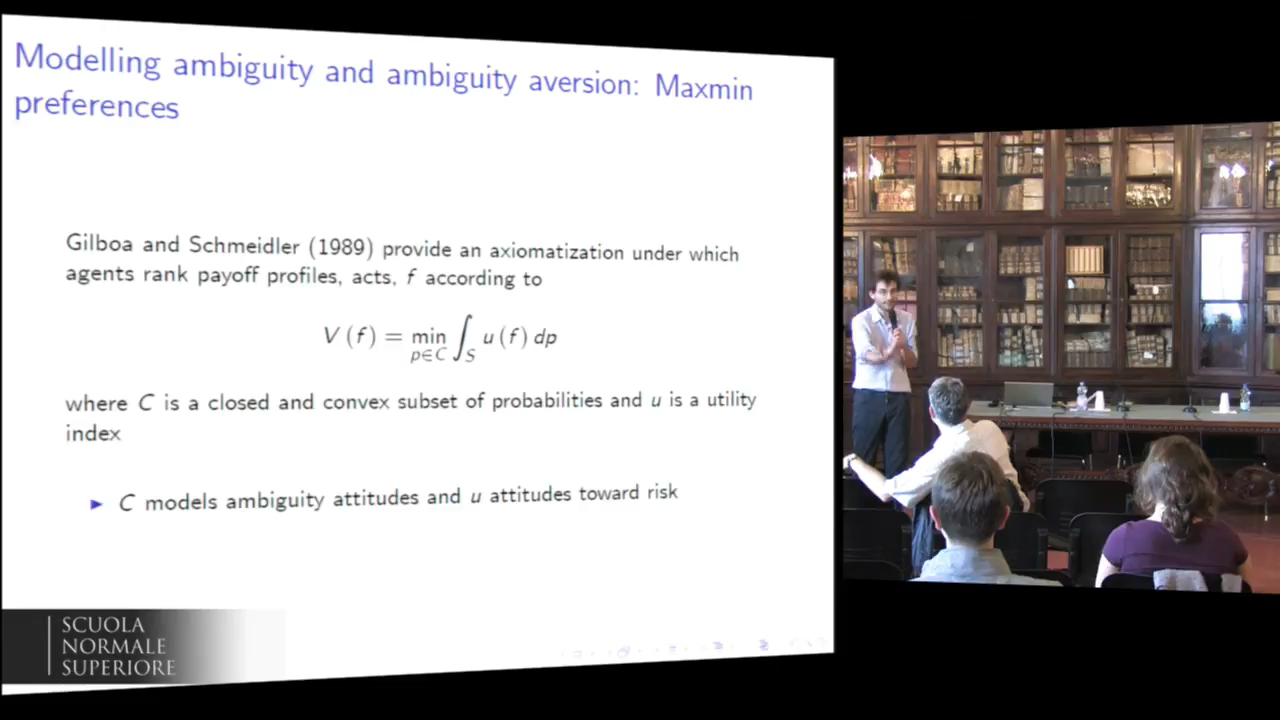 Modelling ambiguity and ambiguity aversion: Maxmin
preferences
Gilboa and Schmeidler (1989) provide an axiomatization under which
agents rank payoff profiles, acts, f according to
V (f) = min ∫ u (f) dp
p∈C S
where C is a closed and convex subset of probabilities and u is a utility
index
► C models ambiguity attitudes and u attitudes toward risk
SCUOLA
NORMALE
SUPERIORE